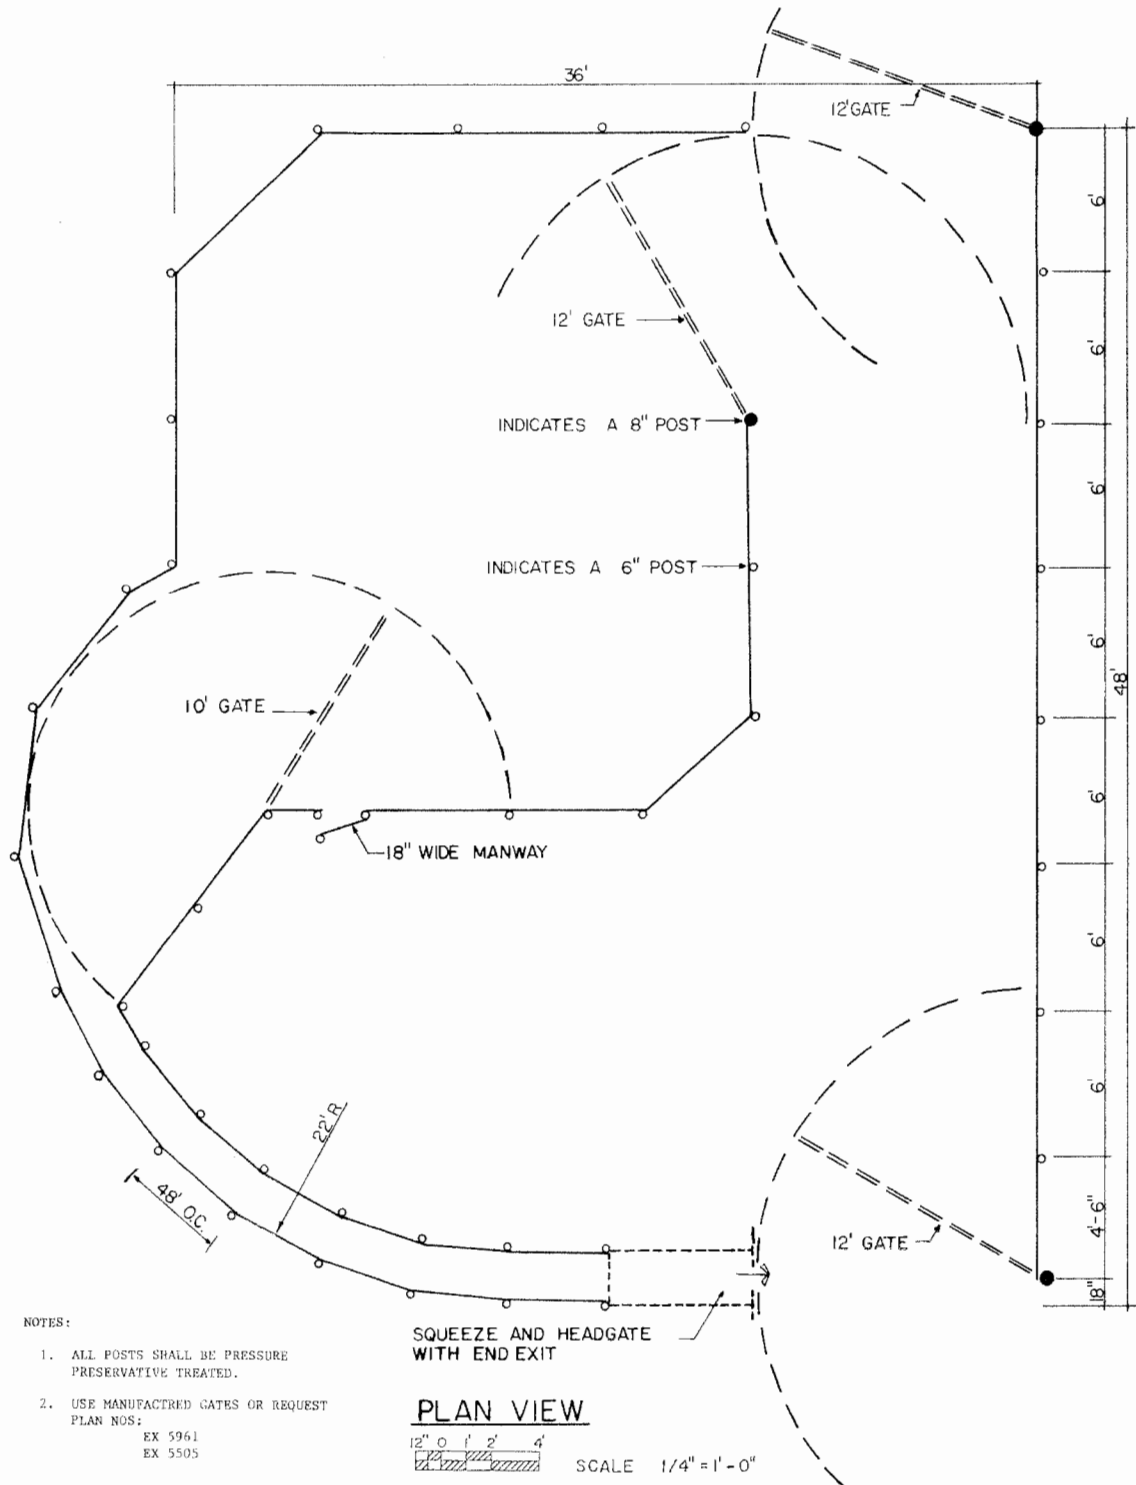 36'
12' GATE
6'
6'
12' GATE
INDICATES A 8" POST
6'
INDICATES A 6" POST
6'
48'
10' GATE
6'
18" WIDE MANWAY
6'
6'
22' R.
48' O.C.
4'-6"
12' GATE
18"
SQUEEZE AND HEADGATE
WITH END EXIT
NOTES:
1. ALL POSTS SHALL BE PRESSURE
PRESERVATIVE TREATED.
2. USE MANUFACTRED GATES OR REQUEST
PLAN NOS:
EX 5961
EX 5505
PLAN VIEW
12" 0 1' 2' 4'
SCALE 1/4" = 1'-0"